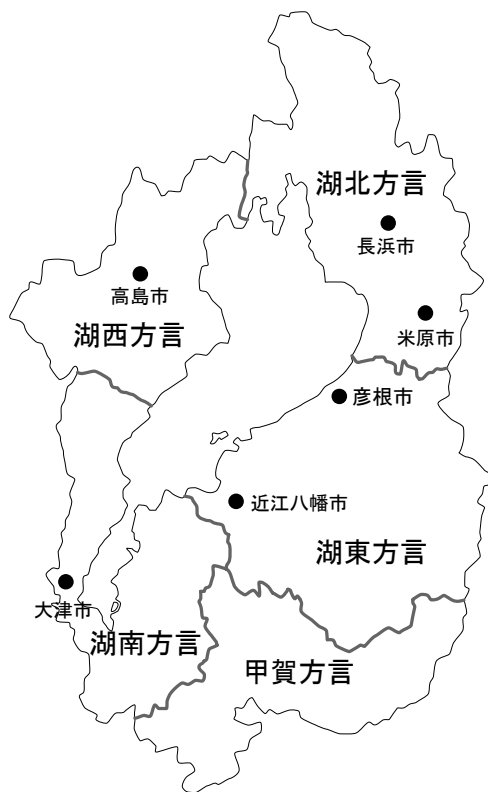 湖北方言
長浜市
高島市
米原市
湖西方言
彦根市
近江八幡市
湖東方言
大津市
湖南方言
甲賀方言